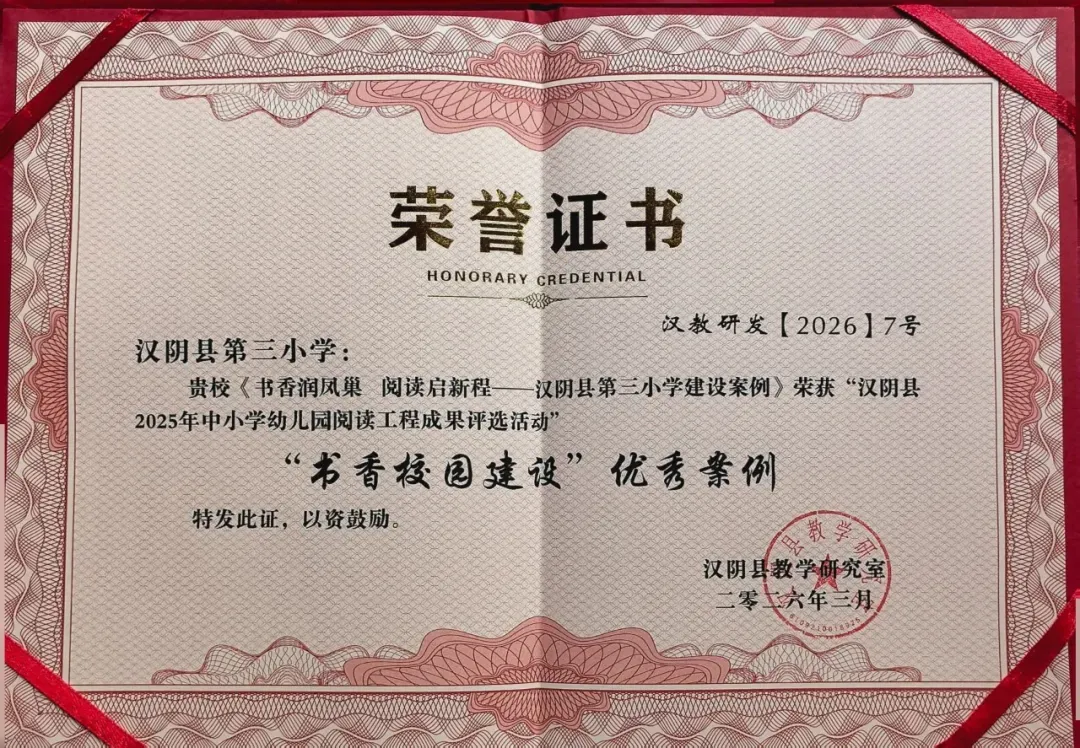 荣誉证书
HONORARY CREDENTIAL
汉教研发【2026】7号
汉阴县第三小学：
贵校《书香润凤巢 阅读启新程——汉阴县第三小学建设案例》荣获“汉阴县
2025年中小学幼儿园阅读工程成果评选活动”
“书香校园建设”优秀案例
特发此证，以资鼓励。
汉阴县教学研究室
二零二六年三月